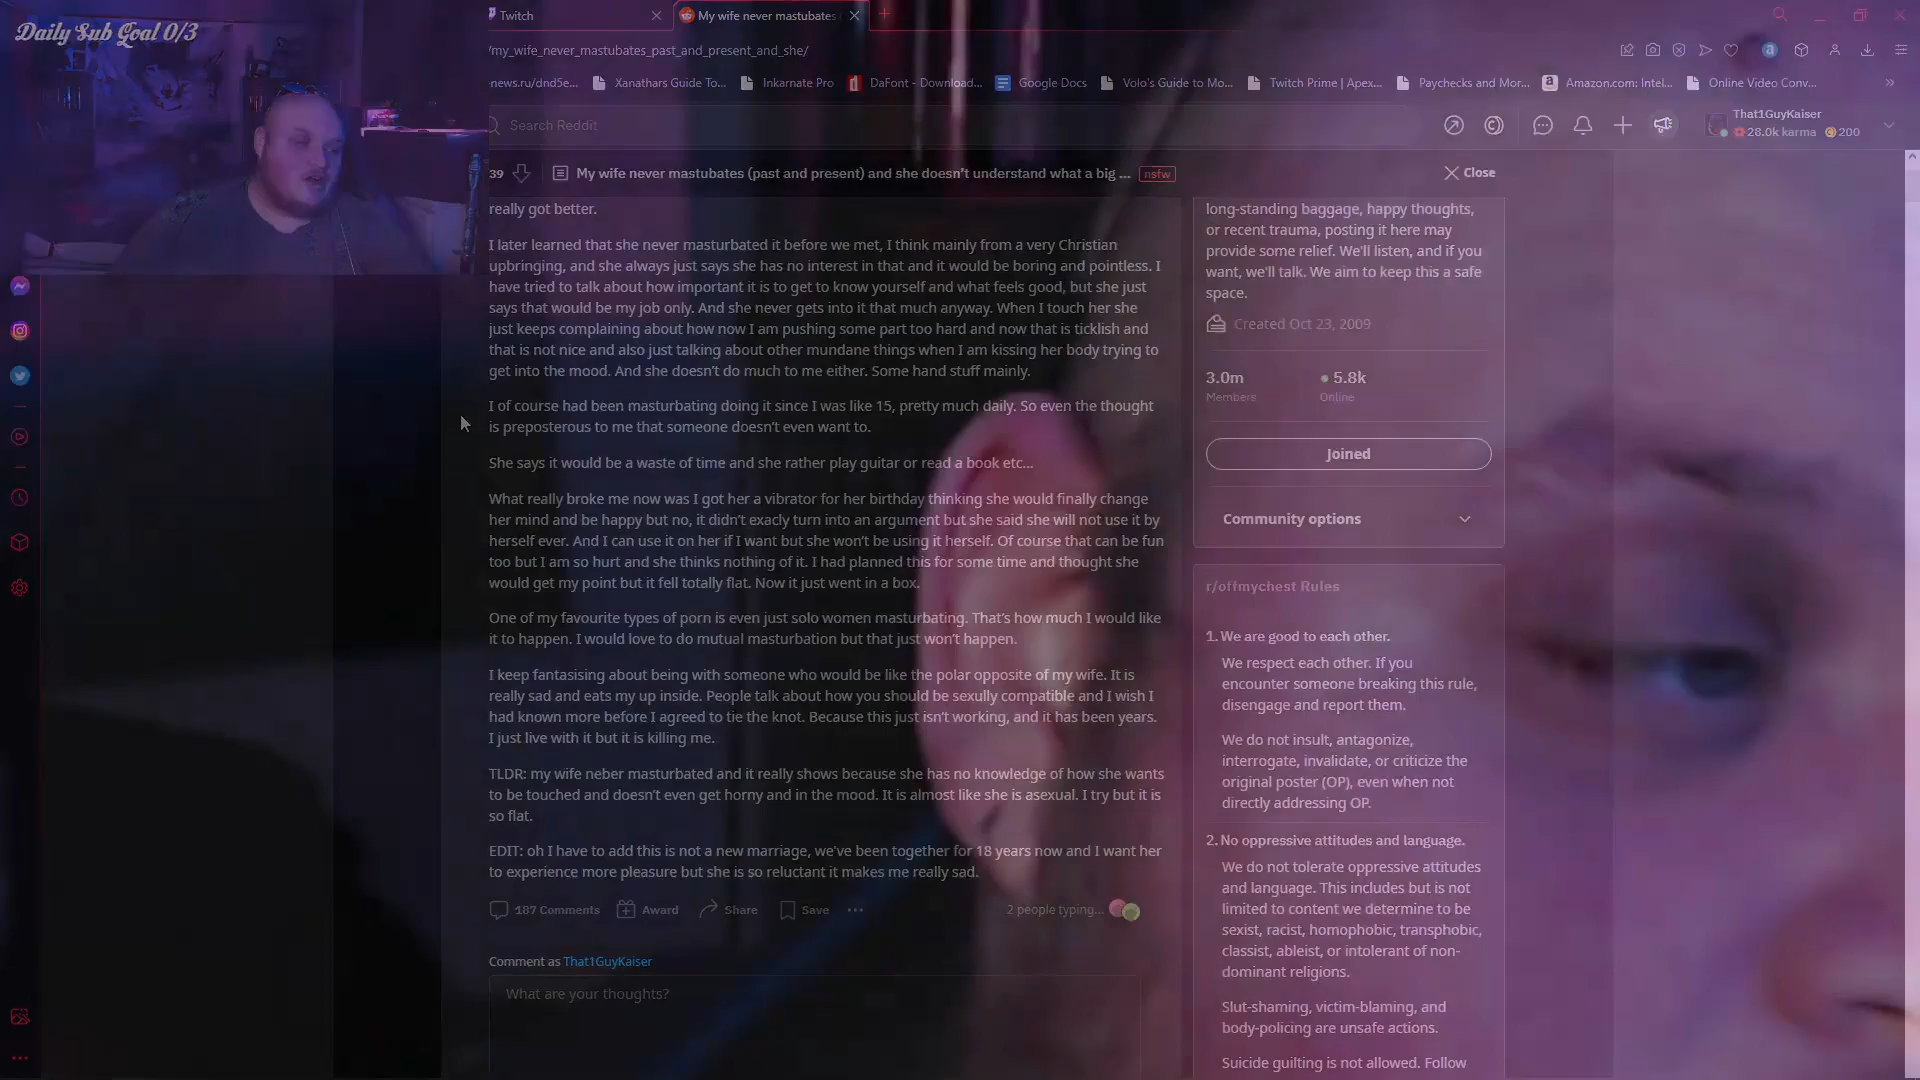 Daily Sub Goal 0/3
Twitch
My wife never mastubates
/my_wife_never_mastubates_past_and_present_and_she/
-news.ru/dnd5e...
Xanathars Guide To...
Inkarnate Pro
DaFont - Download...
Google Docs
Volo's Guide to Mo...
Twitch Prime | Apex...
Paychecks and Mor...
Amazon.com: Intel...
Online Video Conv...
»
Search Reddit
That1GuyKaiser
28.0k karma
200
39
My wife never mastubates (past and present) and she doesn't understand what a big ...
nsfw
Close
really got better.
I later learned that she never masturbated it before we met, I think mainly from a very Christian
upbringing, and she always just says she has no interest in that and it would be boring and pointless. I
have tried to talk about how important it is to get to know yourself and what feels good, but she just
says that would be my job only. And she never gets into it that much anyway. When I touch her she
just keeps complaining about how now I am pushing some part too hard and now that is ticklish and
that is not nice and also just talking about other mundane things when I am kissing her body trying to
get into the mood. And she doesn't do much to me either. Some hand stuff mainly.
I of course had been masturbating doing it since I was like 15, pretty much daily. So even the thought
is preposterous to me that someone doesn't even want to.
She says it would be a waste of time and she rather play guitar or read a book etc...
What really broke me now was I got her a vibrator for her birthday thinking she would finally change
her mind and be happy but no, it didn't exacly turn into an argument but she said she will not use it by
herself ever. And I can use it on her if I want but she won't be using it herself. Of course that can be fun
too but I am so hurt and she thinks nothing of it. I had planned this for some time and thought she
would get my point but it fell totally flat. Now it just went in a box.
One of my favourite types of porn is even just solo women masturbating. That's how much I would like
it to happen. I would love to do mutual masturbation but that just won't happen.
I keep fantasising about being with someone who would be like the polar opposite of my wife. It is
really sad and eats my up inside. People talk about how you should be sexully compatible and I wish I
had known more before I agreed to tie the knot. Because this just isn't working, and it has been years.
I just live with it but it is killing me.
TLDR: my wife neber masturbated and it really shows because she has no knowledge of how she wants
to be touched and doesn't even get horny and in the mood. It is almost like she is asexual. I try but it is
so flat.
EDIT: oh I have to add this is not a new marriage, we've been together for 18 years now and I want her
to experience more pleasure but she is so reluctant it makes me really sad.
187 Comments
Award
Share
Save
2 people typing...
Comment as That1GuyKaiser
What are your thoughts?
long-standing baggage, happy thoughts,
or recent trauma, posting it here may
provide some relief. We'll listen, and if you
want, we'll talk. We aim to keep this a safe
space.
Created Oct 23, 2009
3.0m
5.8k
Members
Online
Joined
Community options
r/offmychest Rules
1. We are good to each other.
We respect each other. If you
encounter someone breaking this rule,
disengage and report them.
We do not insult, antagonize,
interrogate, invalidate, or criticize the
original poster (OP), even when not
directly addressing OP.
2. No oppressive attitudes and language.
We do not tolerate oppressive attitudes
and language. This includes but is not
limited to content we determine to be
sexist, racist, homophobic, transphobic,
classist, ableist, or intolerant of non-
dominant religions.
Slut-shaming, victim-blaming, and
body-policing are unsafe actions.
Suicide guilting is not allowed. Follow